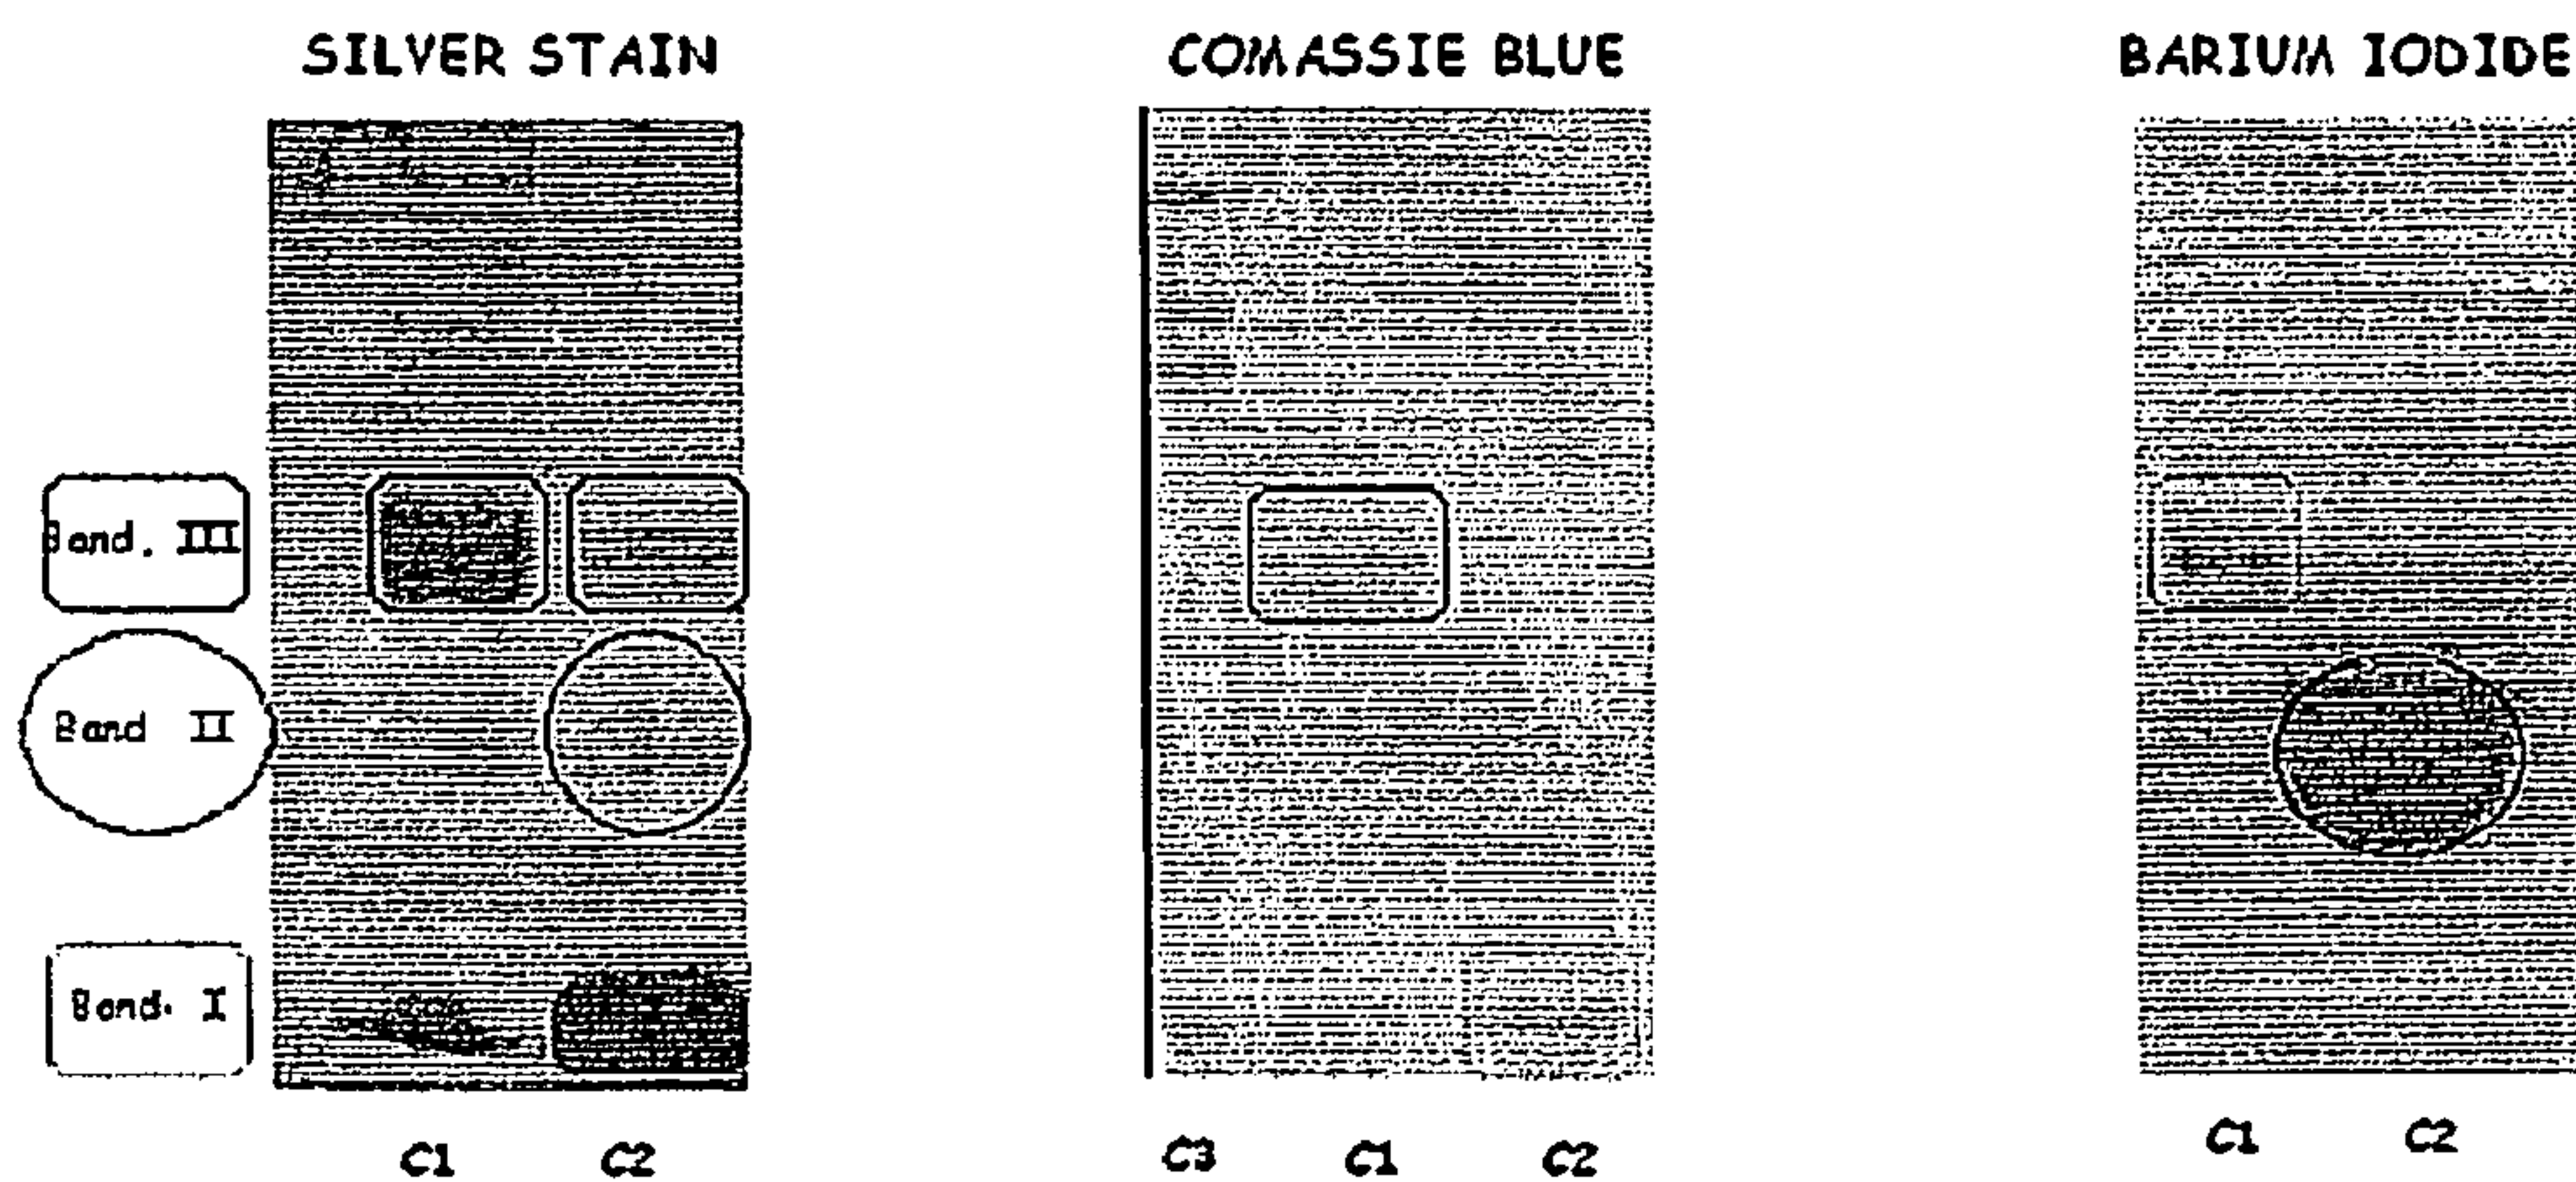 SILVER STAIN
COMASSIE BLUE
BARIUM IODIDE
Band. III
Band II
Band. I
C1 C2
C3 C1 C2
C1 C2